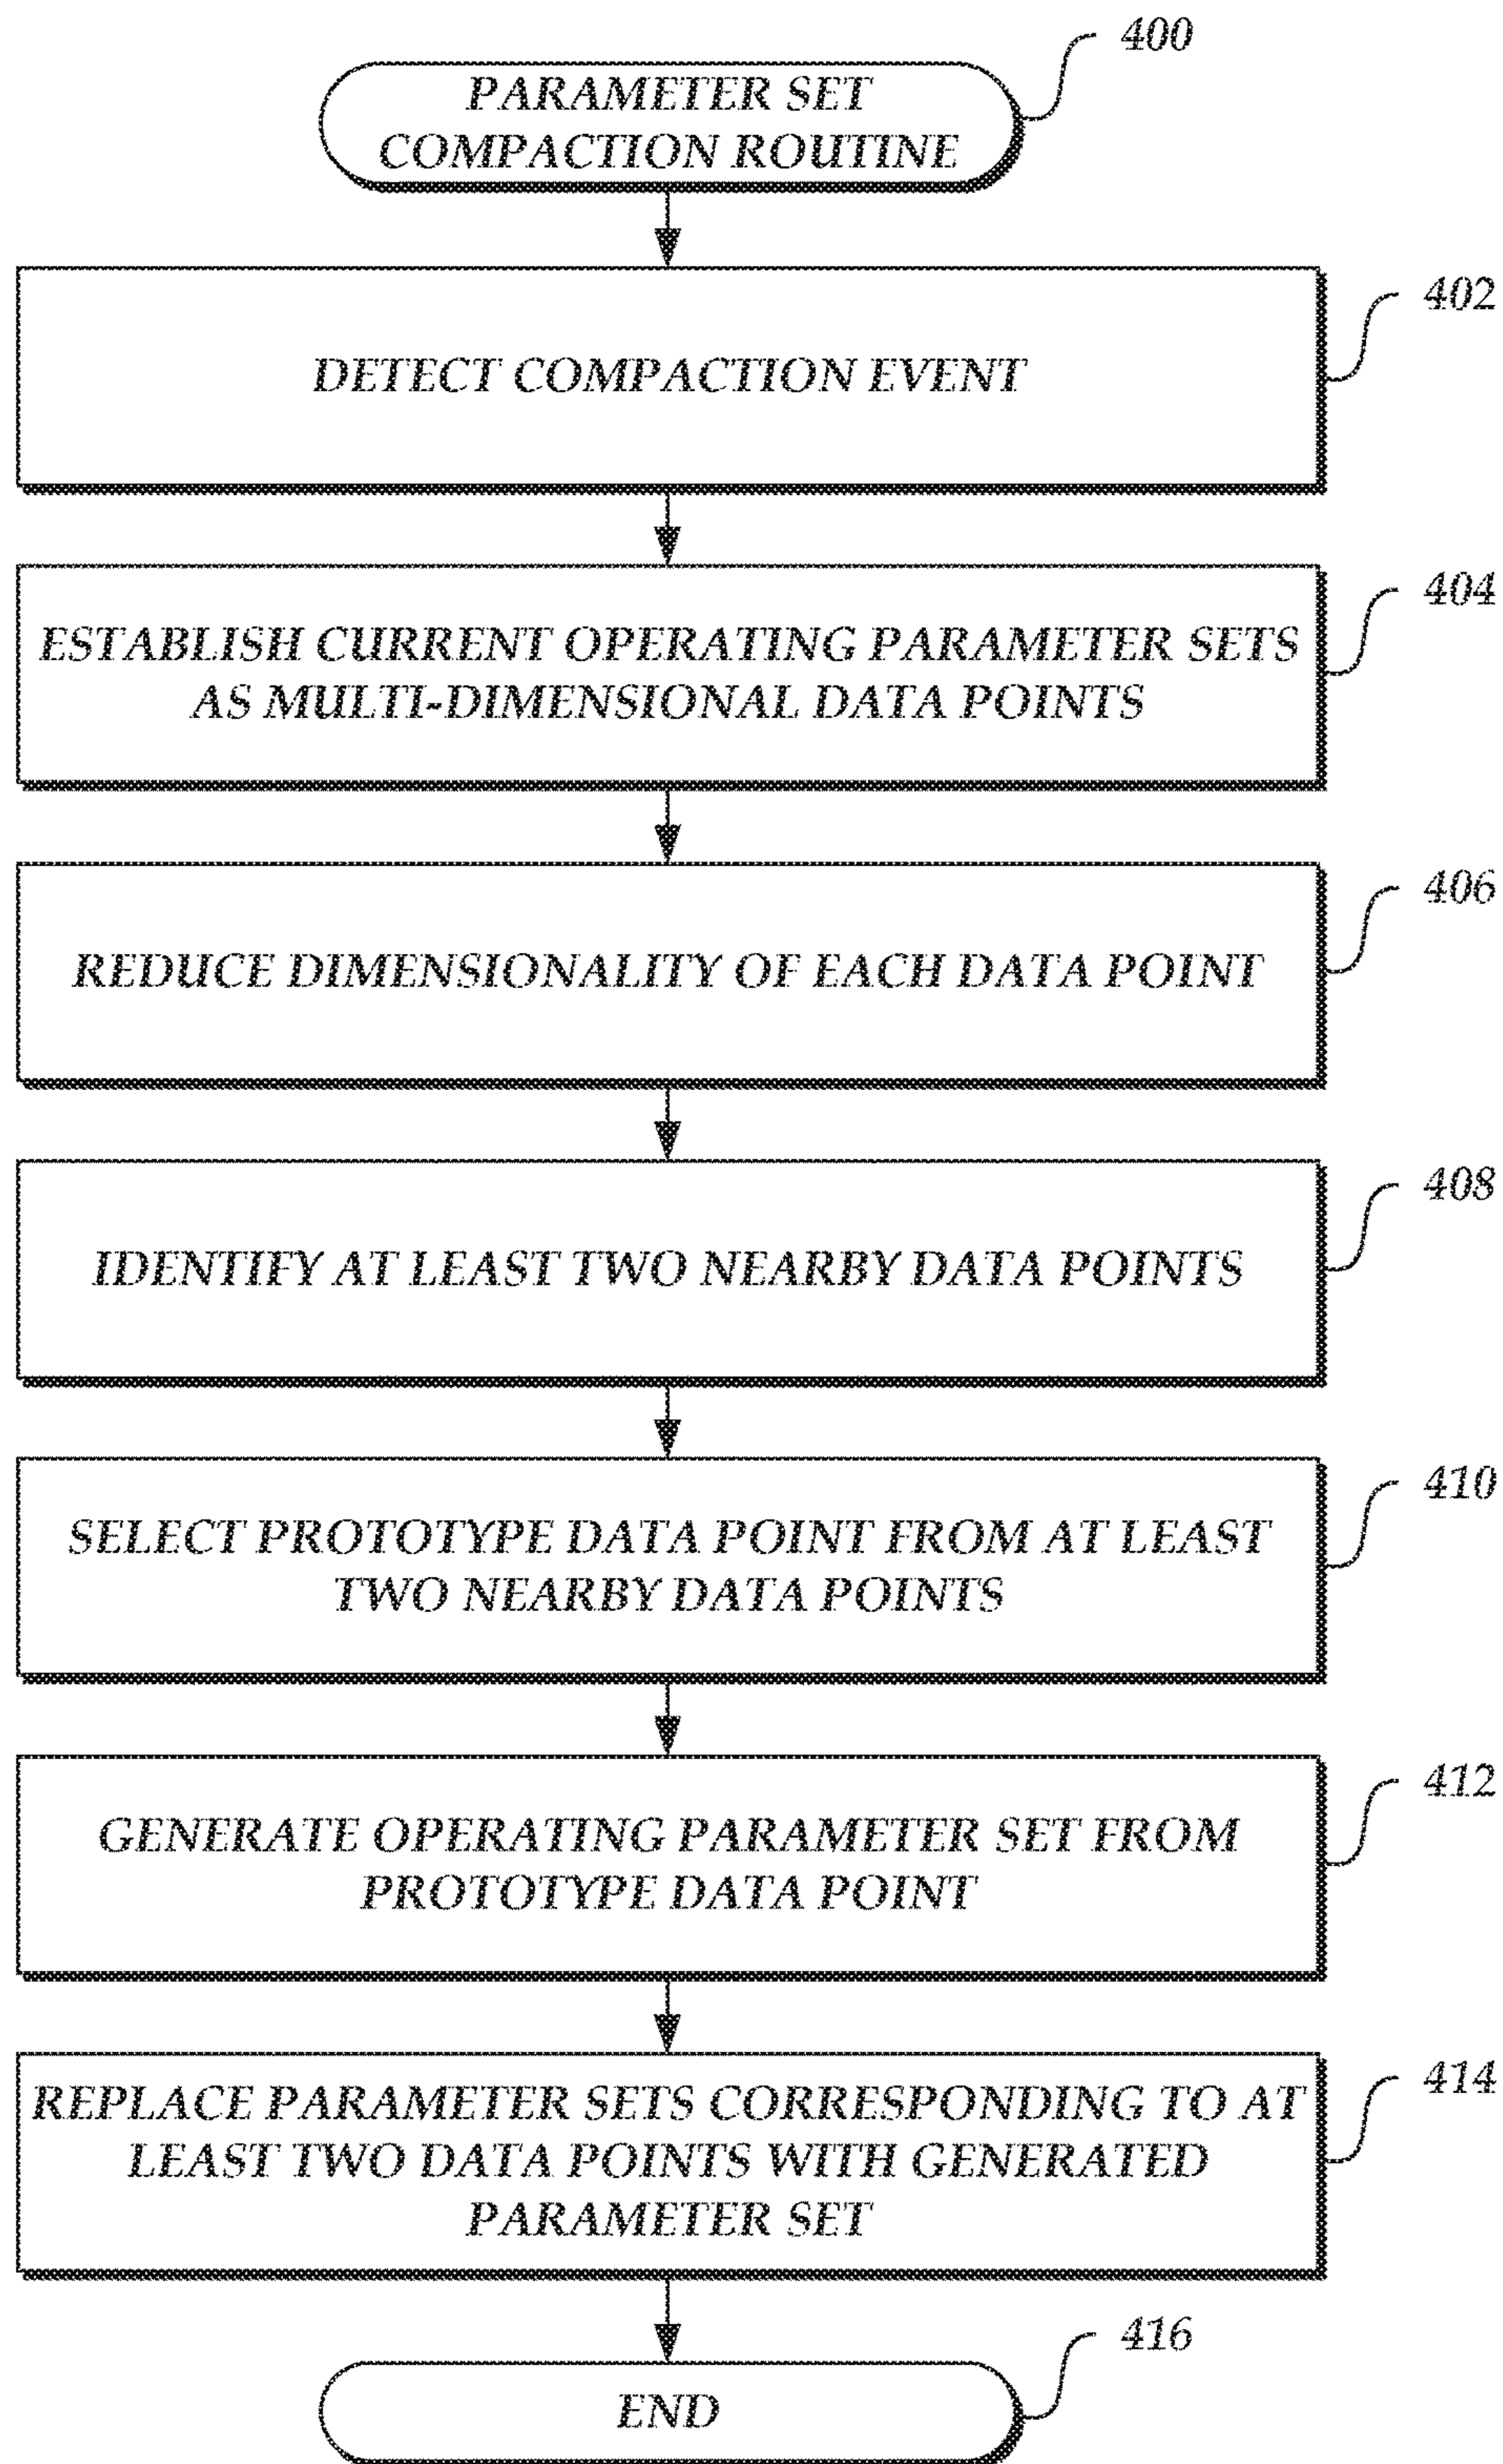 400
PARAMETER SET
COMPACTION ROUTINE
402
DETECT COMPACTION EVENT
404
ESTABLISH CURRENT OPERATING PARAMETER SETS
AS MULTI-DIMENSIONAL DATA POINTS
406
REDUCE DIMENSIONALITY OF EACH DATA POINT
408
IDENTIFY AT LEAST TWO NEARBY DATA POINTS
410
SELECT PROTOTYPE DATA POINT FROM AT LEAST
TWO NEARBY DATA POINTS
412
GENERATE OPERATING PARAMETER SET FROM
PROTOTYPE DATA POINT
414
REPLACE PARAMETER SETS CORRESPONDING TO AT
LEAST TWO DATA POINTS WITH GENERATED
PARAMETER SET
416
END